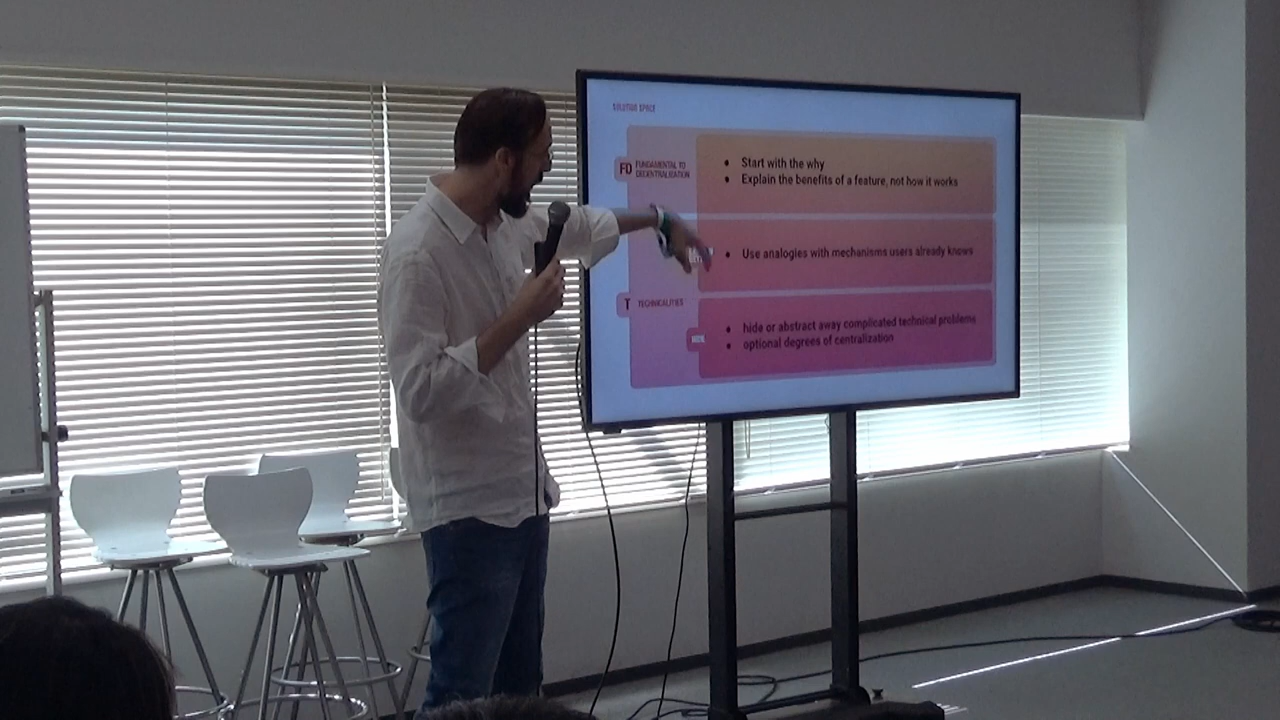 SOLUTION SPACE
FD
FUNDAMENTAL TO
DECENTRALIZATION
• Start with the why
• Explain the benefits of a feature, not how it works
• Use analogies with mechanisms users already knows
T
TECHNICALITIES
• hide or abstract away complicated technical problems
• optional degrees of centralization